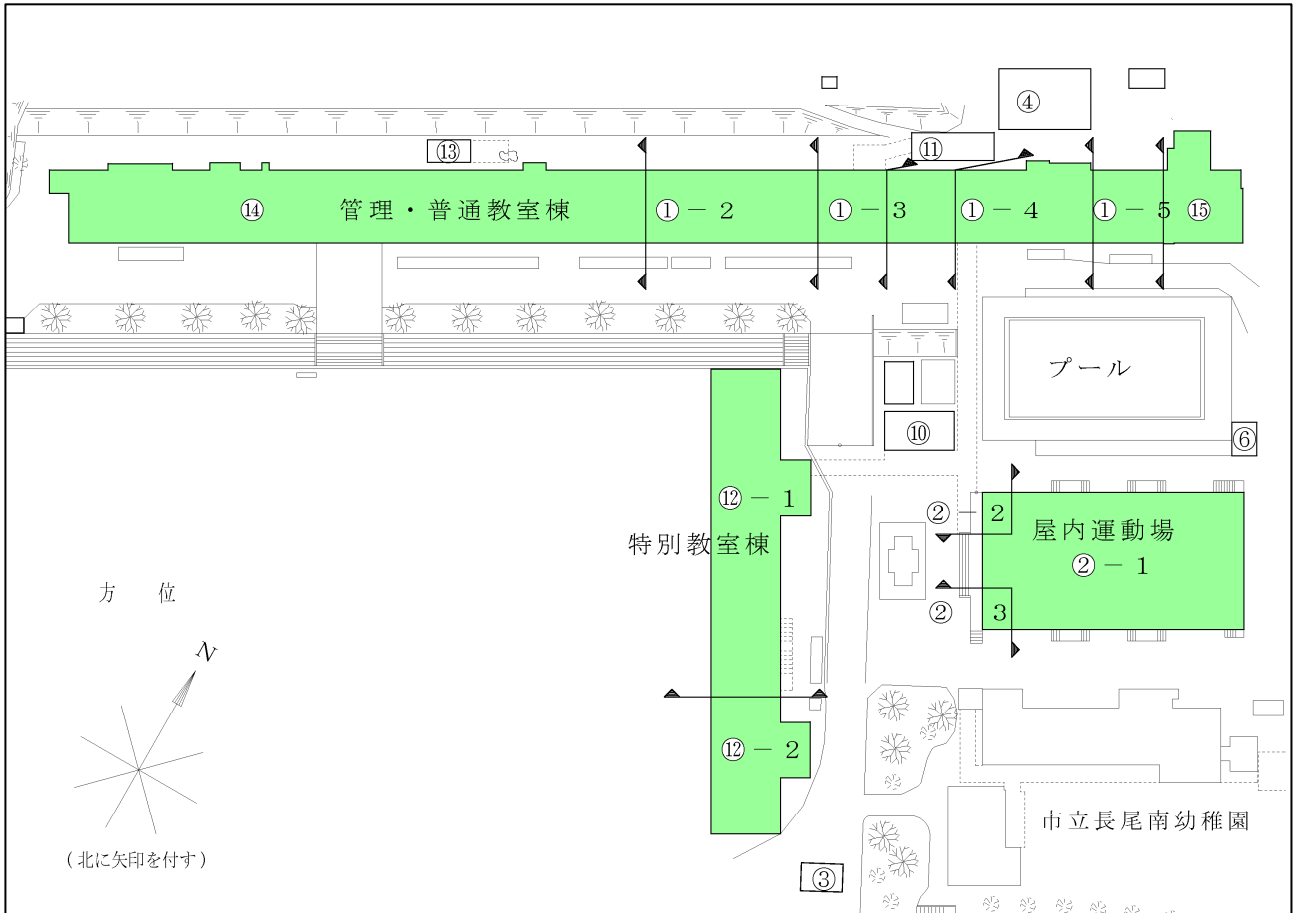 ④
⑬
⑪
⑭ 管理・普通教室棟 ①－２ ①－３ ①－４ ①－５ ⑮
プール
⑩
⑥
⑫－１
特別教室棟
②－２
屋内運動場
②－１
② ３
方　位
N
（北に矢印を付す）
⑫－２
市立長尾南幼稚園
③